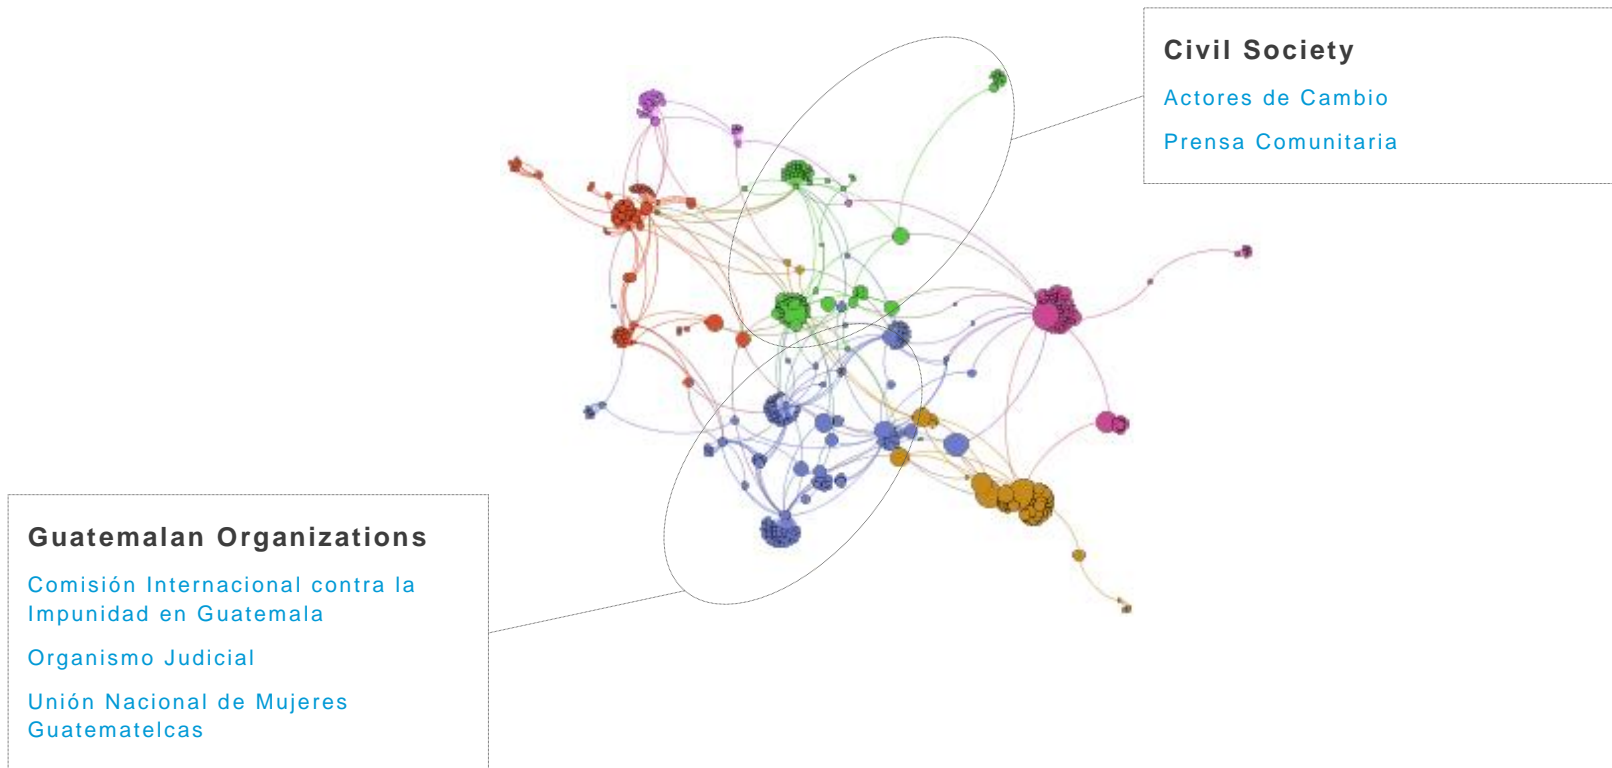 Civil Society
Actores de Cambio
Prensa Comunitaria
Guatemalan Organizations
Comisión Internacional contra la
Impunidad en Guatemala
Organismo Judicial
Unión Nacional de Mujeres
Guatematelcas